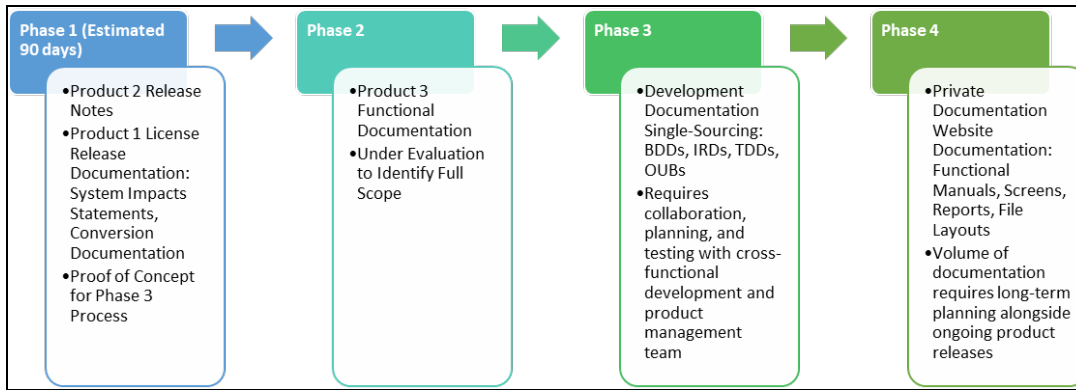 Phase 1 (Estimated
90 days)
•Product 2 Release
Notes
•Product 1 License
Release
Documentation:
System Impacts
Statements,
Conversion
Documentation
•Proof of Concept
for Phase 3
Process
Phase 2
•Product 3
Functional
Documentation
•Under Evaluation
to Identify Full
Scope
Phase 3
•Development
Documentation
Single-Sourcing:
BDDs, IRDs, TDDs,
OUBs
•Requires
collaboration,
planning, and
testing with cross-
functional
development and
product
management
team
Phase 4
•Private
Documentation
Website
Documentation:
Functional
Manuals, Screens,
Reports, File
Layouts
•Volume of
documentation
requires long-term
planning alongside
ongoing product
releases